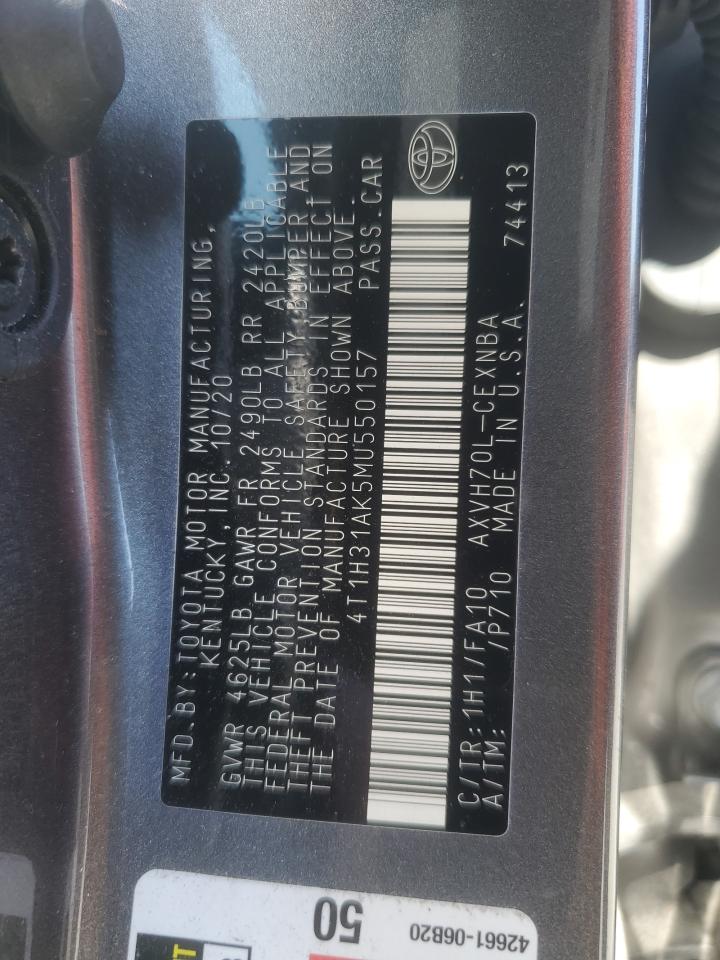 MFD. BY: TOYOTA MOTOR MANUFACTURING,
KENTUCKY, INC. 10/20
GVWR 4625LB GAWR FR 2490LB RR 2420LB
THIS VEHICLE CONFORMS TO ALL APPLICABLE
FEDERAL MOTOR VEHICLE SAFETY, BUMPER AND
THEFT PREVENTION STANDARDS IN EFFECT ON
THE DATE OF MANUFACTURE SHOWN ABOVE.
4T1H31AK5MU550157 PASS.CAR
C/TR:1H1/FA10 AXVH70L-CEXNBA
A/TM: /P710 MADE IN U.S.A. 74413
50
42661-06B20